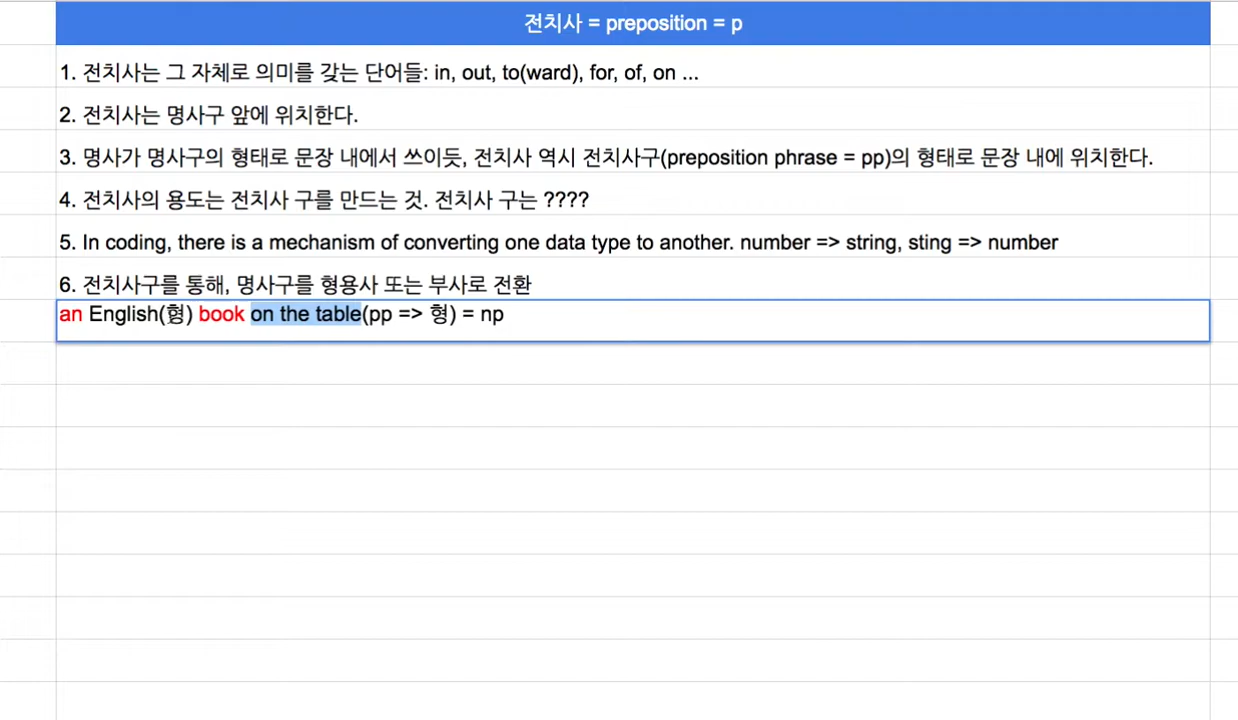 전치사 = preposition = p
1. 전치사는 그 자체로 의미를 갖는 단어들: in, out, to(ward), for, of, on ...
2. 전치사는 명사구 앞에 위치한다.
3. 명사가 명사구의 형태로 문장 내에서 쓰이듯, 전치사 역시 전치사구(preposition phrase = pp)의 형태로 문장 내에 위치한다.
4. 전치사의 용도는 전치사 구를 만드는 것. 전치사 구는 ????
5. In coding, there is a mechanism of converting one data type to another. number => string, sting => number
6. 전치사구를 통해, 명사구를 형용사 또는 부사로 전환
an English(형) book on the table(pp => 형) = np